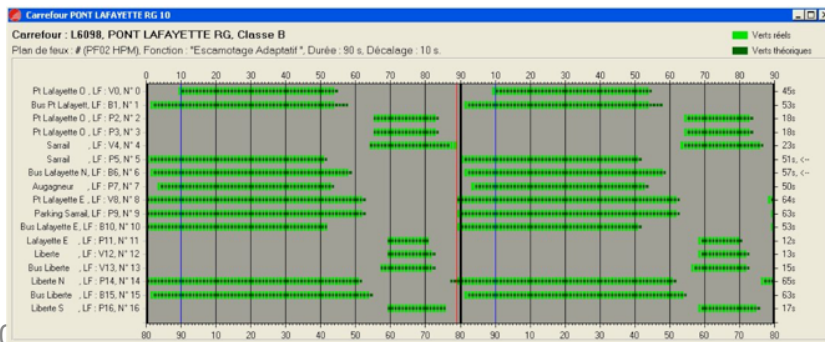 Carrefour PONT LAFAYETTE RG 10
Carrefour : L6098, PONT LAFAYETTE RG, Classe B
Verts réels
Plan de feux : # (PF02 HPM), Fonction : "Escamotage Adaptatif ", Durée : 90 s, Décalage : 10 s.
Verts théoriques
0 10 20 30 40 50 60 70 80 90 10 20 30 40 50 60 70 80 90
Pt Lafayette O , LF : V0, N° 0 45s
Bus Pt Lafayett, LF : B1, N° 1 53s
Pt Lafayette O , LF : P2, N° 2 18s
Pt Lafayette O , LF : P3, N° 3 18s
Sarrail , LF : V4, N° 4 23s
Sarrail , LF : P5, N° 5 51s, <--
Bus Lafayette N, LF : B6, N° 6 57s, <--
Augagneur , LF : P7, N° 7 50s
Pt Lafayette E , LF : V8, N° 8 64s
Parking Sarrail, LF : P9, N° 9 63s
Bus Lafayette E, LF : B10, N° 10 53s
Lafayette E , LF : P11, N° 11 12s
Liberte , LF : V12, N° 12 13s
Bus Liberte , LF : V13, N° 13 15s
Liberte N , LF : P14, N° 14 65s
Bus Liberte , LF : B15, N° 15 63s
Liberte S , LF : P16, N° 16 17s
80 90 10 20 30 40 50 60 70 80 90 10 20 30 40 50 60 70 80